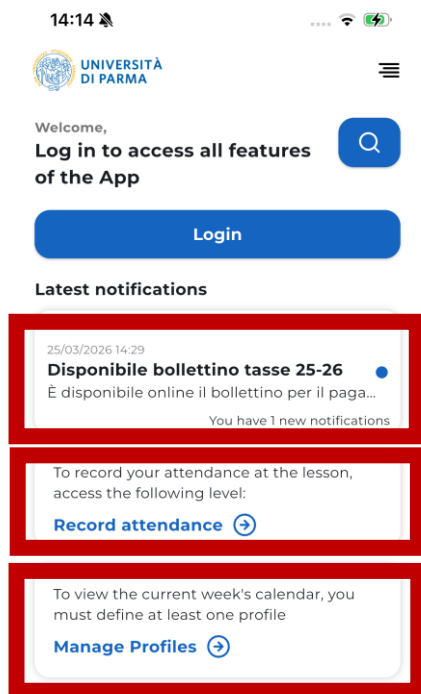 14:14
UNIVERSITÀ
DI PARMA
Welcome,
Log in to access all features
of the App
Login
Latest notifications
25/03/2026 14:29
Disponibile bollettino tasse 25-26
È disponibile online il bollettino per il paga...
You have 1 new notifications
To record your attendance at the lesson,
access the following level:
Record attendance
To view the current week's calendar, you
must define at least one profile
Manage Profiles